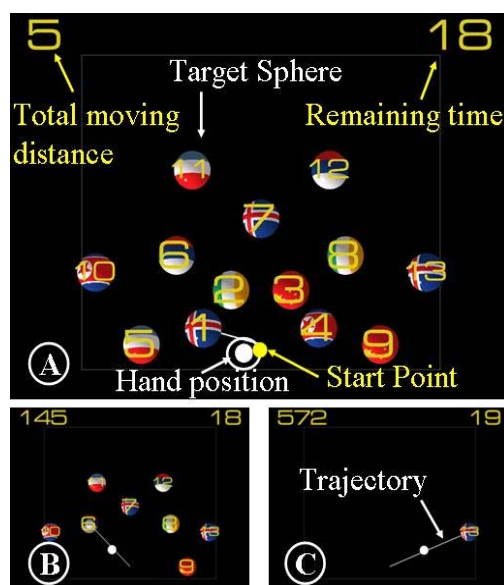 5
18
Target Sphere
Total moving
distance
Remaining time
11
12
7
6
8
10
13
2
3
1
4
5
9
A
Hand position
Start Point
145
18
11
12
7
6
8
10
13
9
B
572
19
Trajectory
13
C